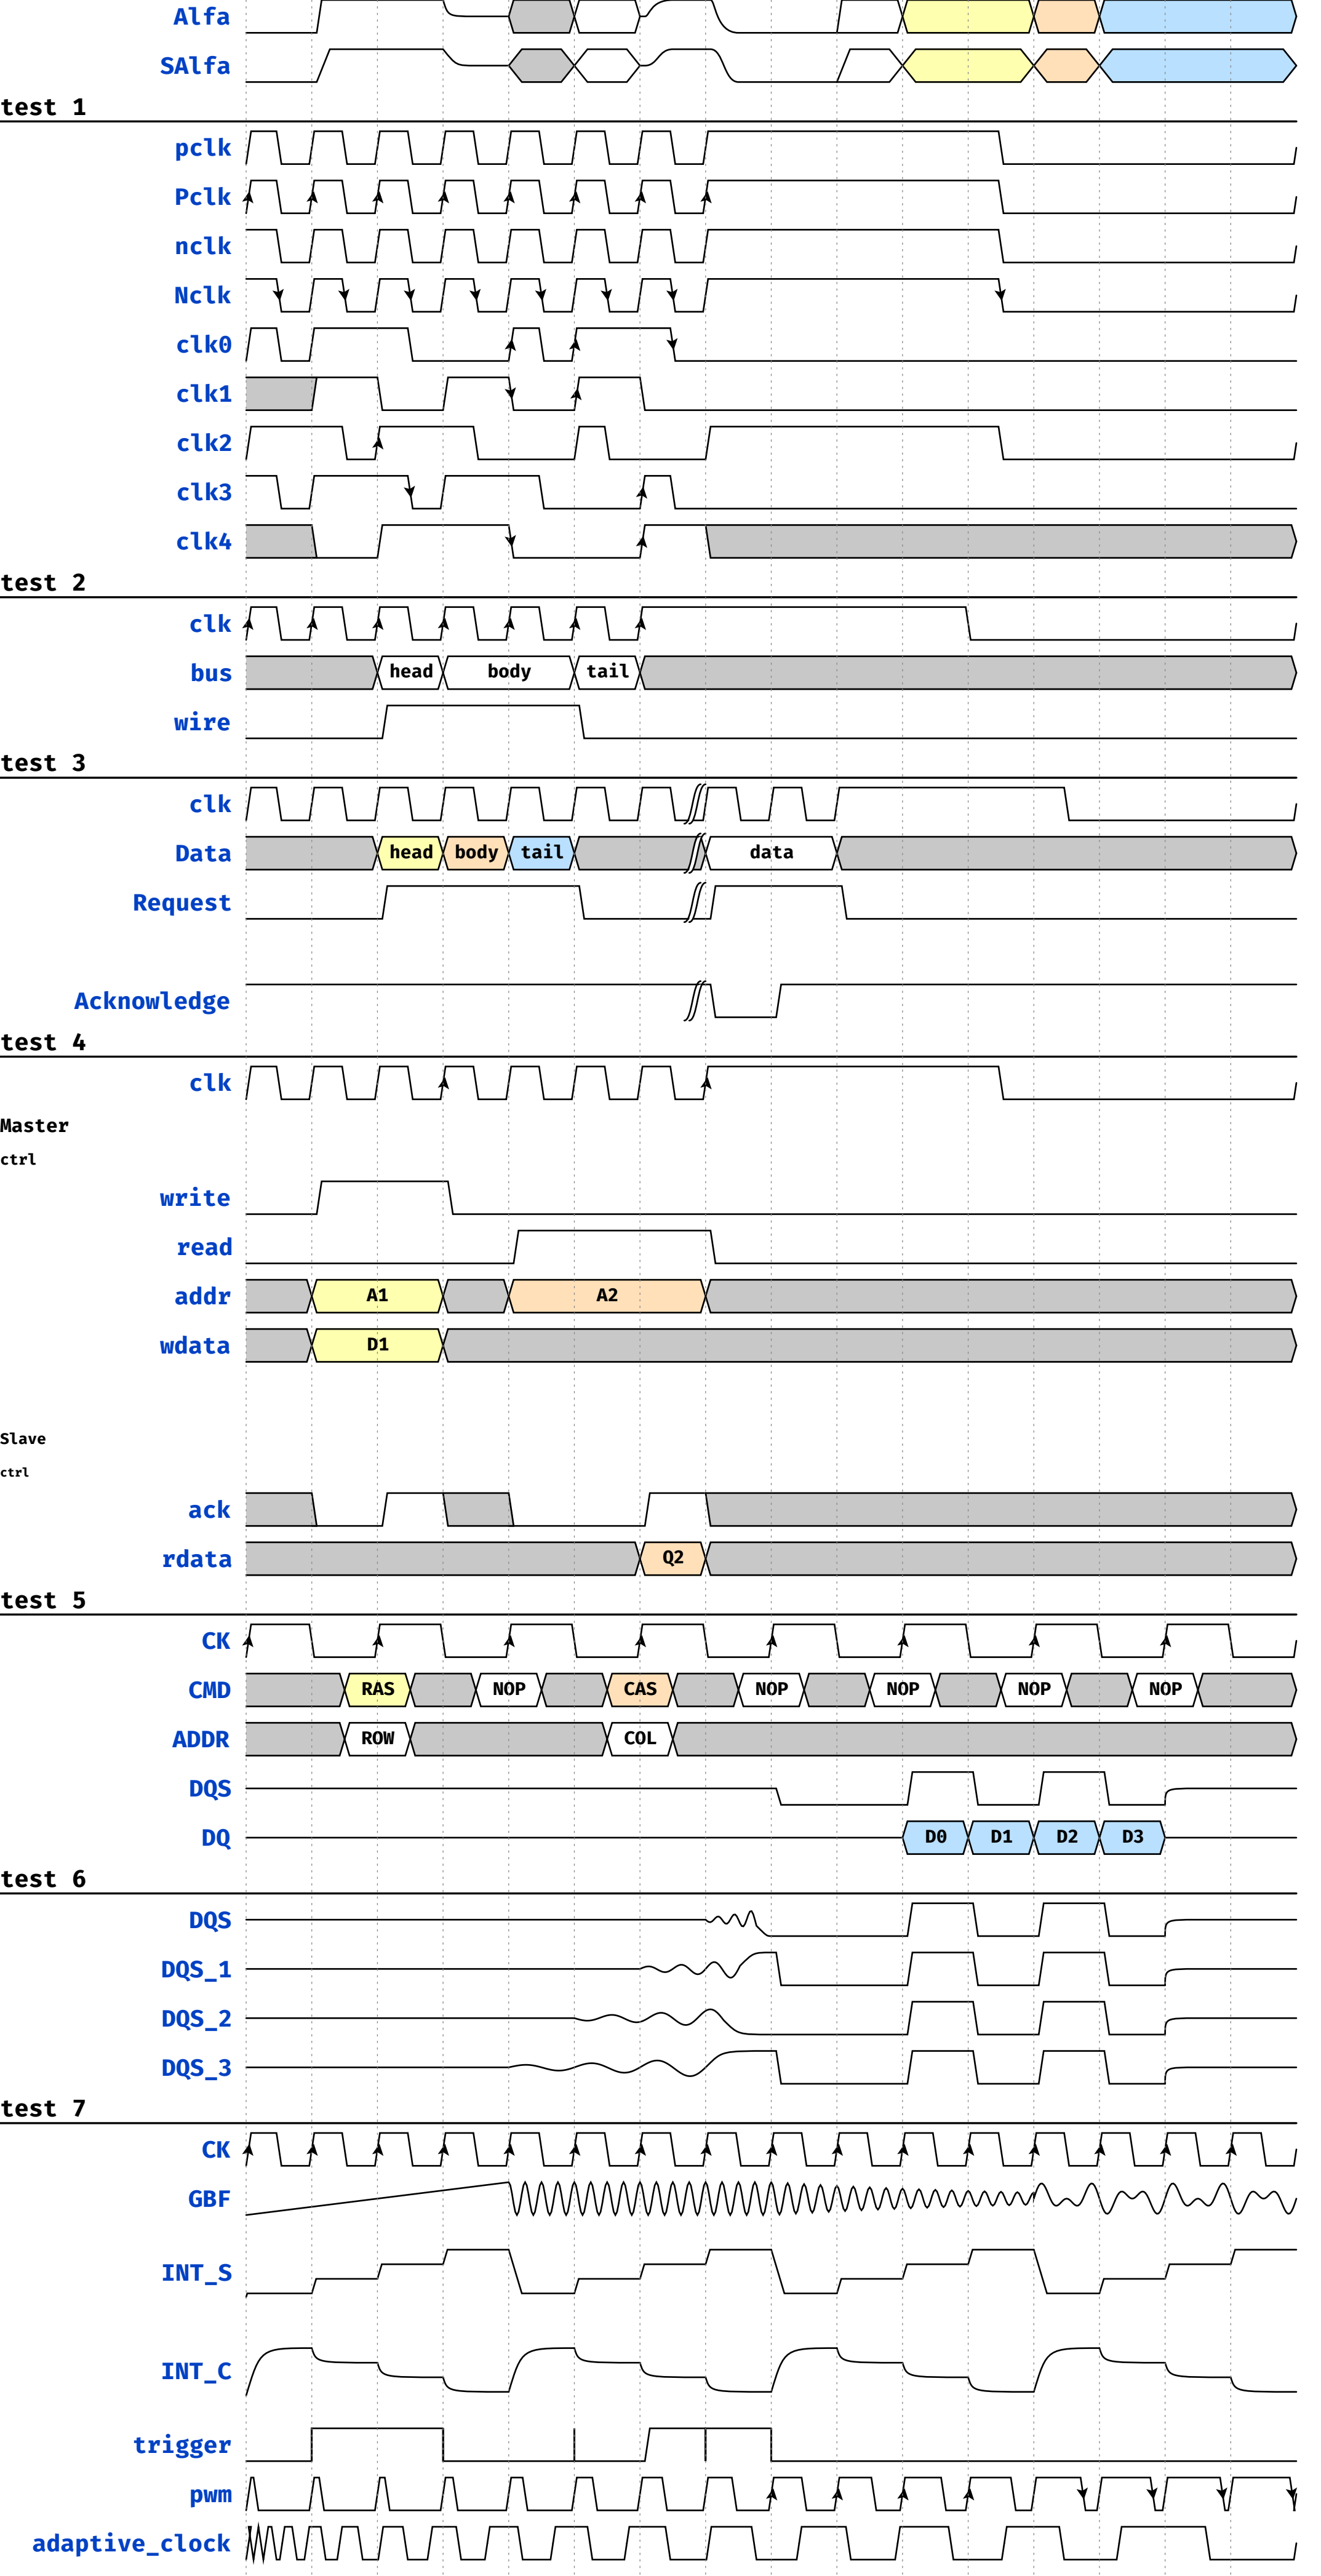 Alfa
SAlfa
test 1
pclk
Pclk
nclk
Nclk
clk0
clk1
clk2
clk3
clk4
test 2
clk
bus head body tail
wire
test 3
clk
Data head body tail data
Request
Acknowledge
test 4
clk
Master
ctrl
write
read
addr A1 A2
wdata D1
Slave
ctrl
ack
rdata Q2
test 5
CK
CMD RAS NOP CAS NOP NOP NOP NOP
ADDR ROW COL
DQS
DQ D0 D1 D2 D3
test 6
DQS
DQS_1
DQS_2
DQS_3
test 7
CK
GBF
INT_S
INT_C
trigger
pwm
adaptive_clock